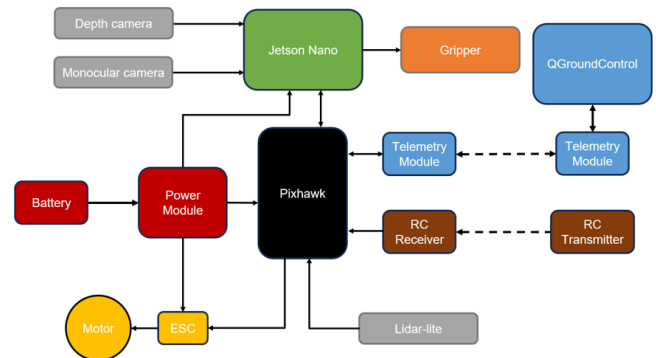 Depth camera
Jetson Nano
Gripper
Monocular camera
QGroundControl
Telemetry
Module
Telemetry
Module
Battery
Power
Module
Pixhawk
RC
Receiver
RC
Transmitter
Motor
ESC
Lidar-lite